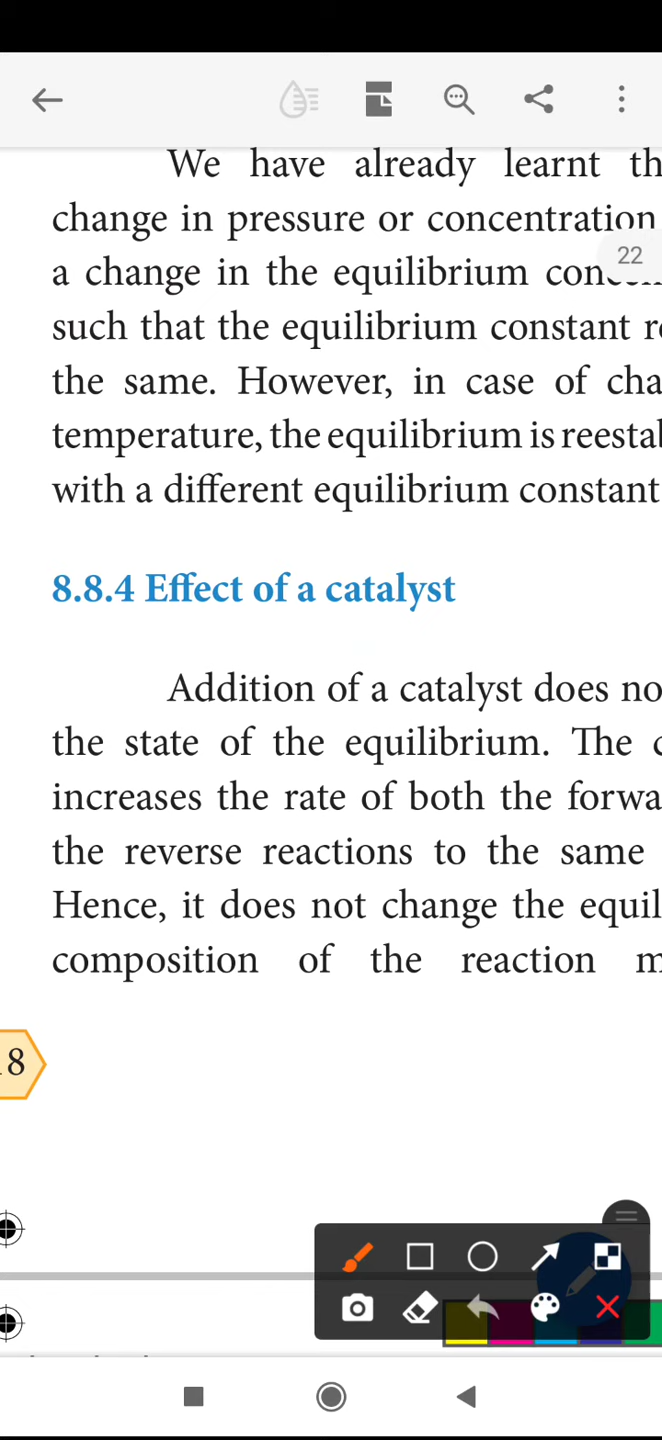 We have already learnt th
change in pressure or concentration
22
a change in the equilibrium
such that the equilibrium constant r
the same. However, in case of cha
temperature, the equilibrium is reestal
with a different equilibrium constant
8.8.4 Effect of a catalyst
Addition of a catalyst does no
the state of the equilibrium. The
increases the rate of both the forwa
the reverse reactions to the same
Hence, it does not change the equil
composition of the reaction m
18